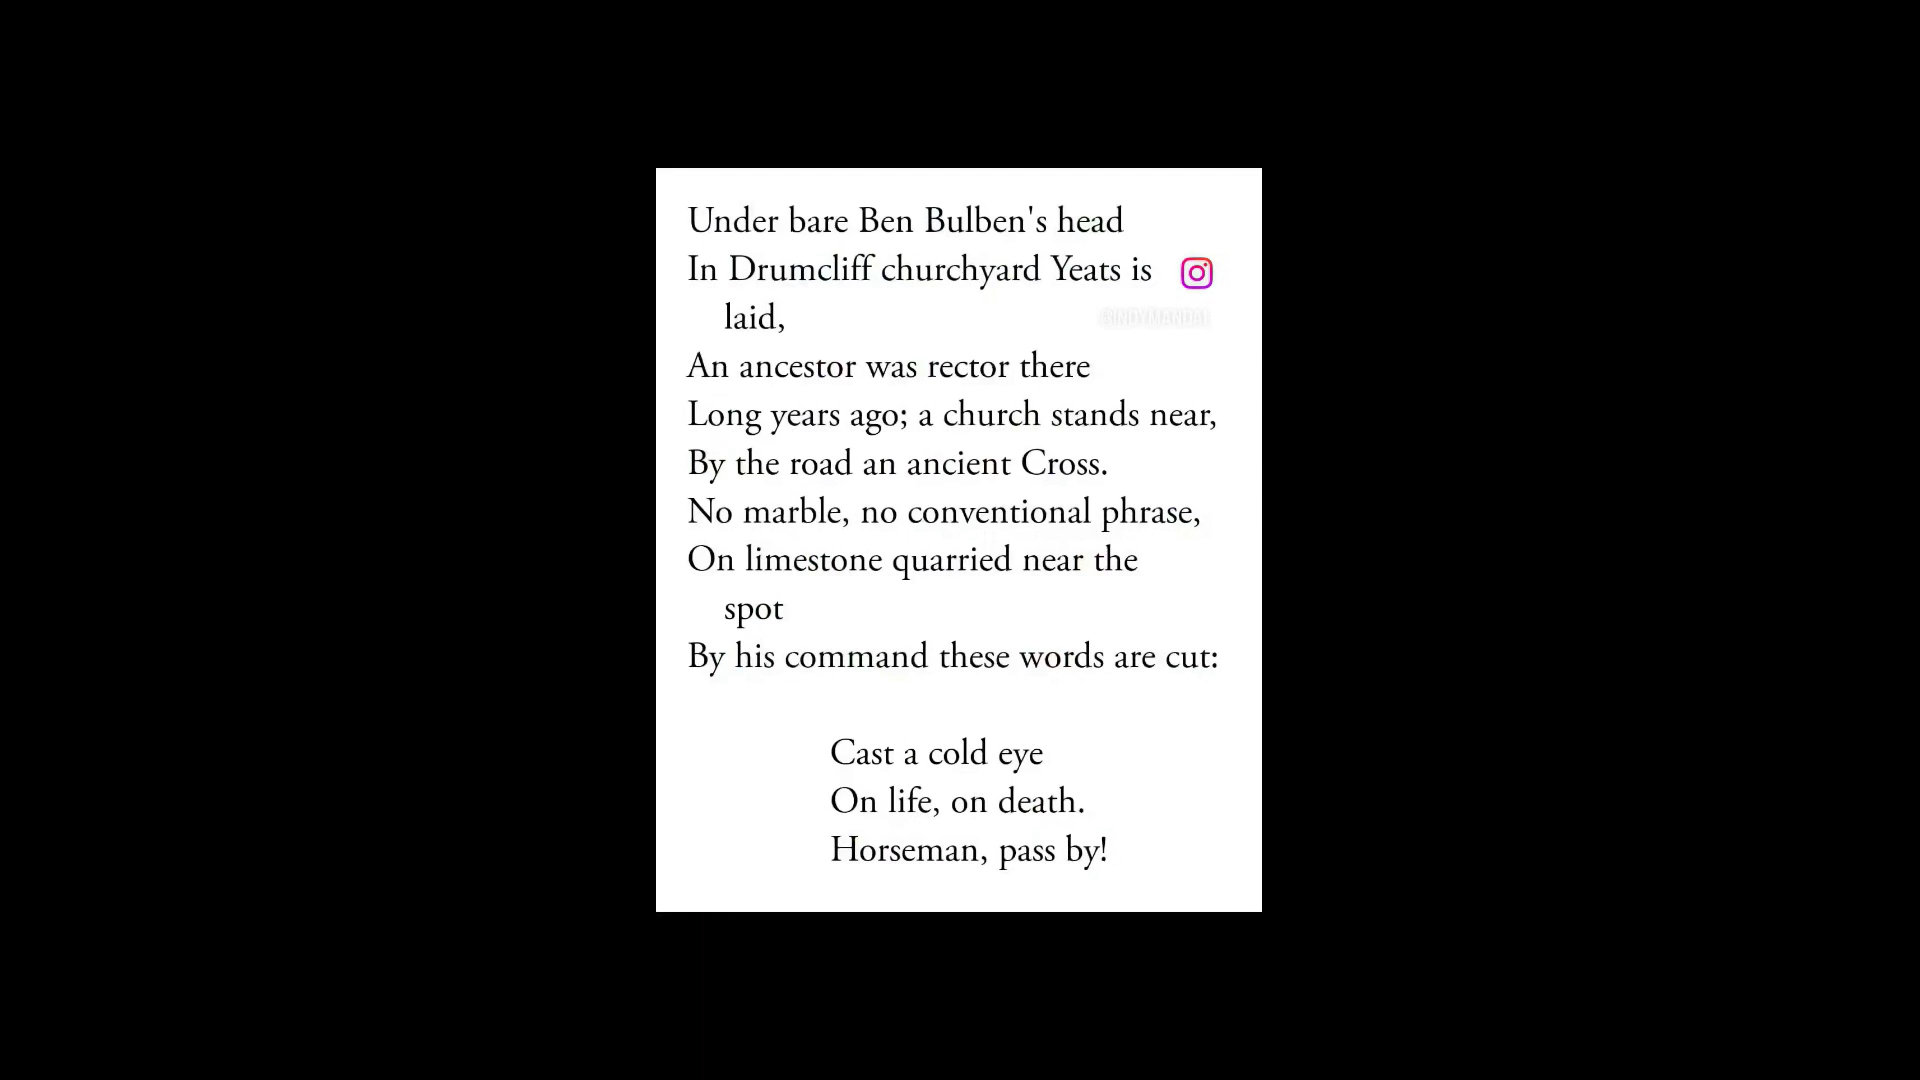 Under bare Ben Bulben's head
In Drumcliff churchyard Yeats is
laid,
@INDYMANDAL
An ancestor was rector there
Long years ago; a church stands near,
By the road an ancient Cross.
No marble, no conventional phrase,
On limestone quarried near the
spot
By his command these words are cut:
Cast a cold eye
On life, on death.
Horseman, pass by!